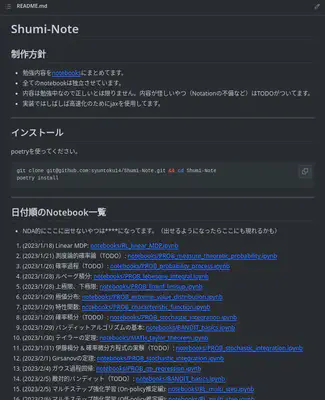 README.md
Shumi-Note
制作方針
勉強内容をnotebooksにまとめてます。
全てのnotebookは独立させています。
内容は勉強中なので正しいとは限りません。内容が怪しいやつ（Notationの不備など）はTODOがついてます。
実装ではしばしば高速化のためにjaxを使用してます。
インストール
poetryを使ってください。
git clone git@github.com:syuntoku14/Shumi-Note.git && cd Shumi-Note
poetry install
日付順のNotebook一覧
NDA的にここに出せないやつは****になってます。（出せるようになったらここにも現れるかも）
1. (2023/1/18) Linear MDP: notebooks/RL_linear_MDP.ipynb
2. (2023/1/21) 測度論的確率論（TODO）: notebooks/PROB_measure_theoretic_probability.ipynb
3. (2023/1/26) 確率過程（TODO）: notebooks/PROB_probability_process.ipynb
4. (2023/1/28) ルベーグ積分: notebooks/PROB_lebesgue_integral.ipynb
5. (2023/1/28) 上極限、下極限: notebooks/PROB_limsup_liminf.ipynb
6. (2023/1/29) 極値分布: notebooks/PROB_extreme_value_distribution.ipynb
7. (2023/1/29) 特性関数: notebooks/PROB_characteristic_function.ipynb
8. (2023/1/29) 確率積分（TODO）: notebooks/PROB_stochastic_integration.ipynb
9. (2023/1/29) バンディットアルゴリズムの基本: notebooks/BANDIT_basics.ipynb
10. (2023/1/30) テイラーの定理: notebooks/MATH_taylor_theorem.ipynb
11. (2023/1/31) 伊藤積分 & 確率微分方程式の実験（TODO）: notebooks/PROB_stochastic_integration.ipynb
12. (2023/2/1) Girsanovの定理: notebooks/PROB_stochastic_integration.ipynb
13. (2023/2/4) ガウス過程回帰: notebooks/PROB_gp_regression.ipynb
14. (2023/2/5) 敵対的バンディット（TODO）: notebooks/BANDIT_basics.ipynb
15. (2023/2/5) マルチステップ強化学習 (Off-policy推定編):